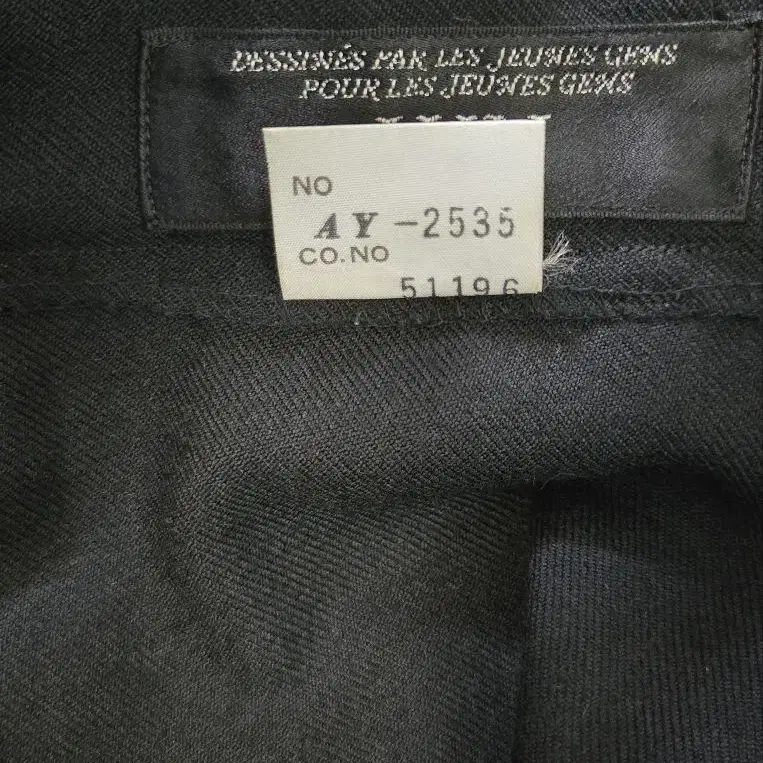 DESSINÉS PAR LES JEUNES GENS
POUR LES JEUNES GENS
NO
AY-2535
CO.NO
51196